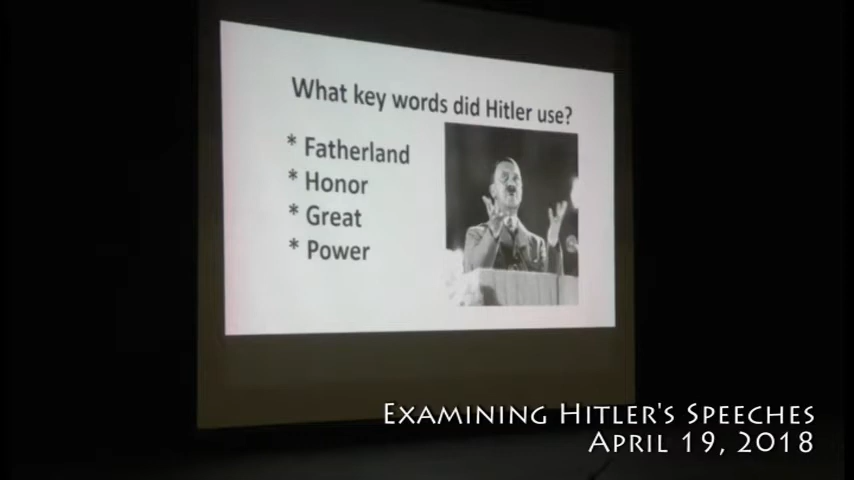 What key words did Hitler use?
* Fatherland
* Honor
* Great
* Power
EXAMINING HITLER'S SPEECHES
APRIL 19, 2018